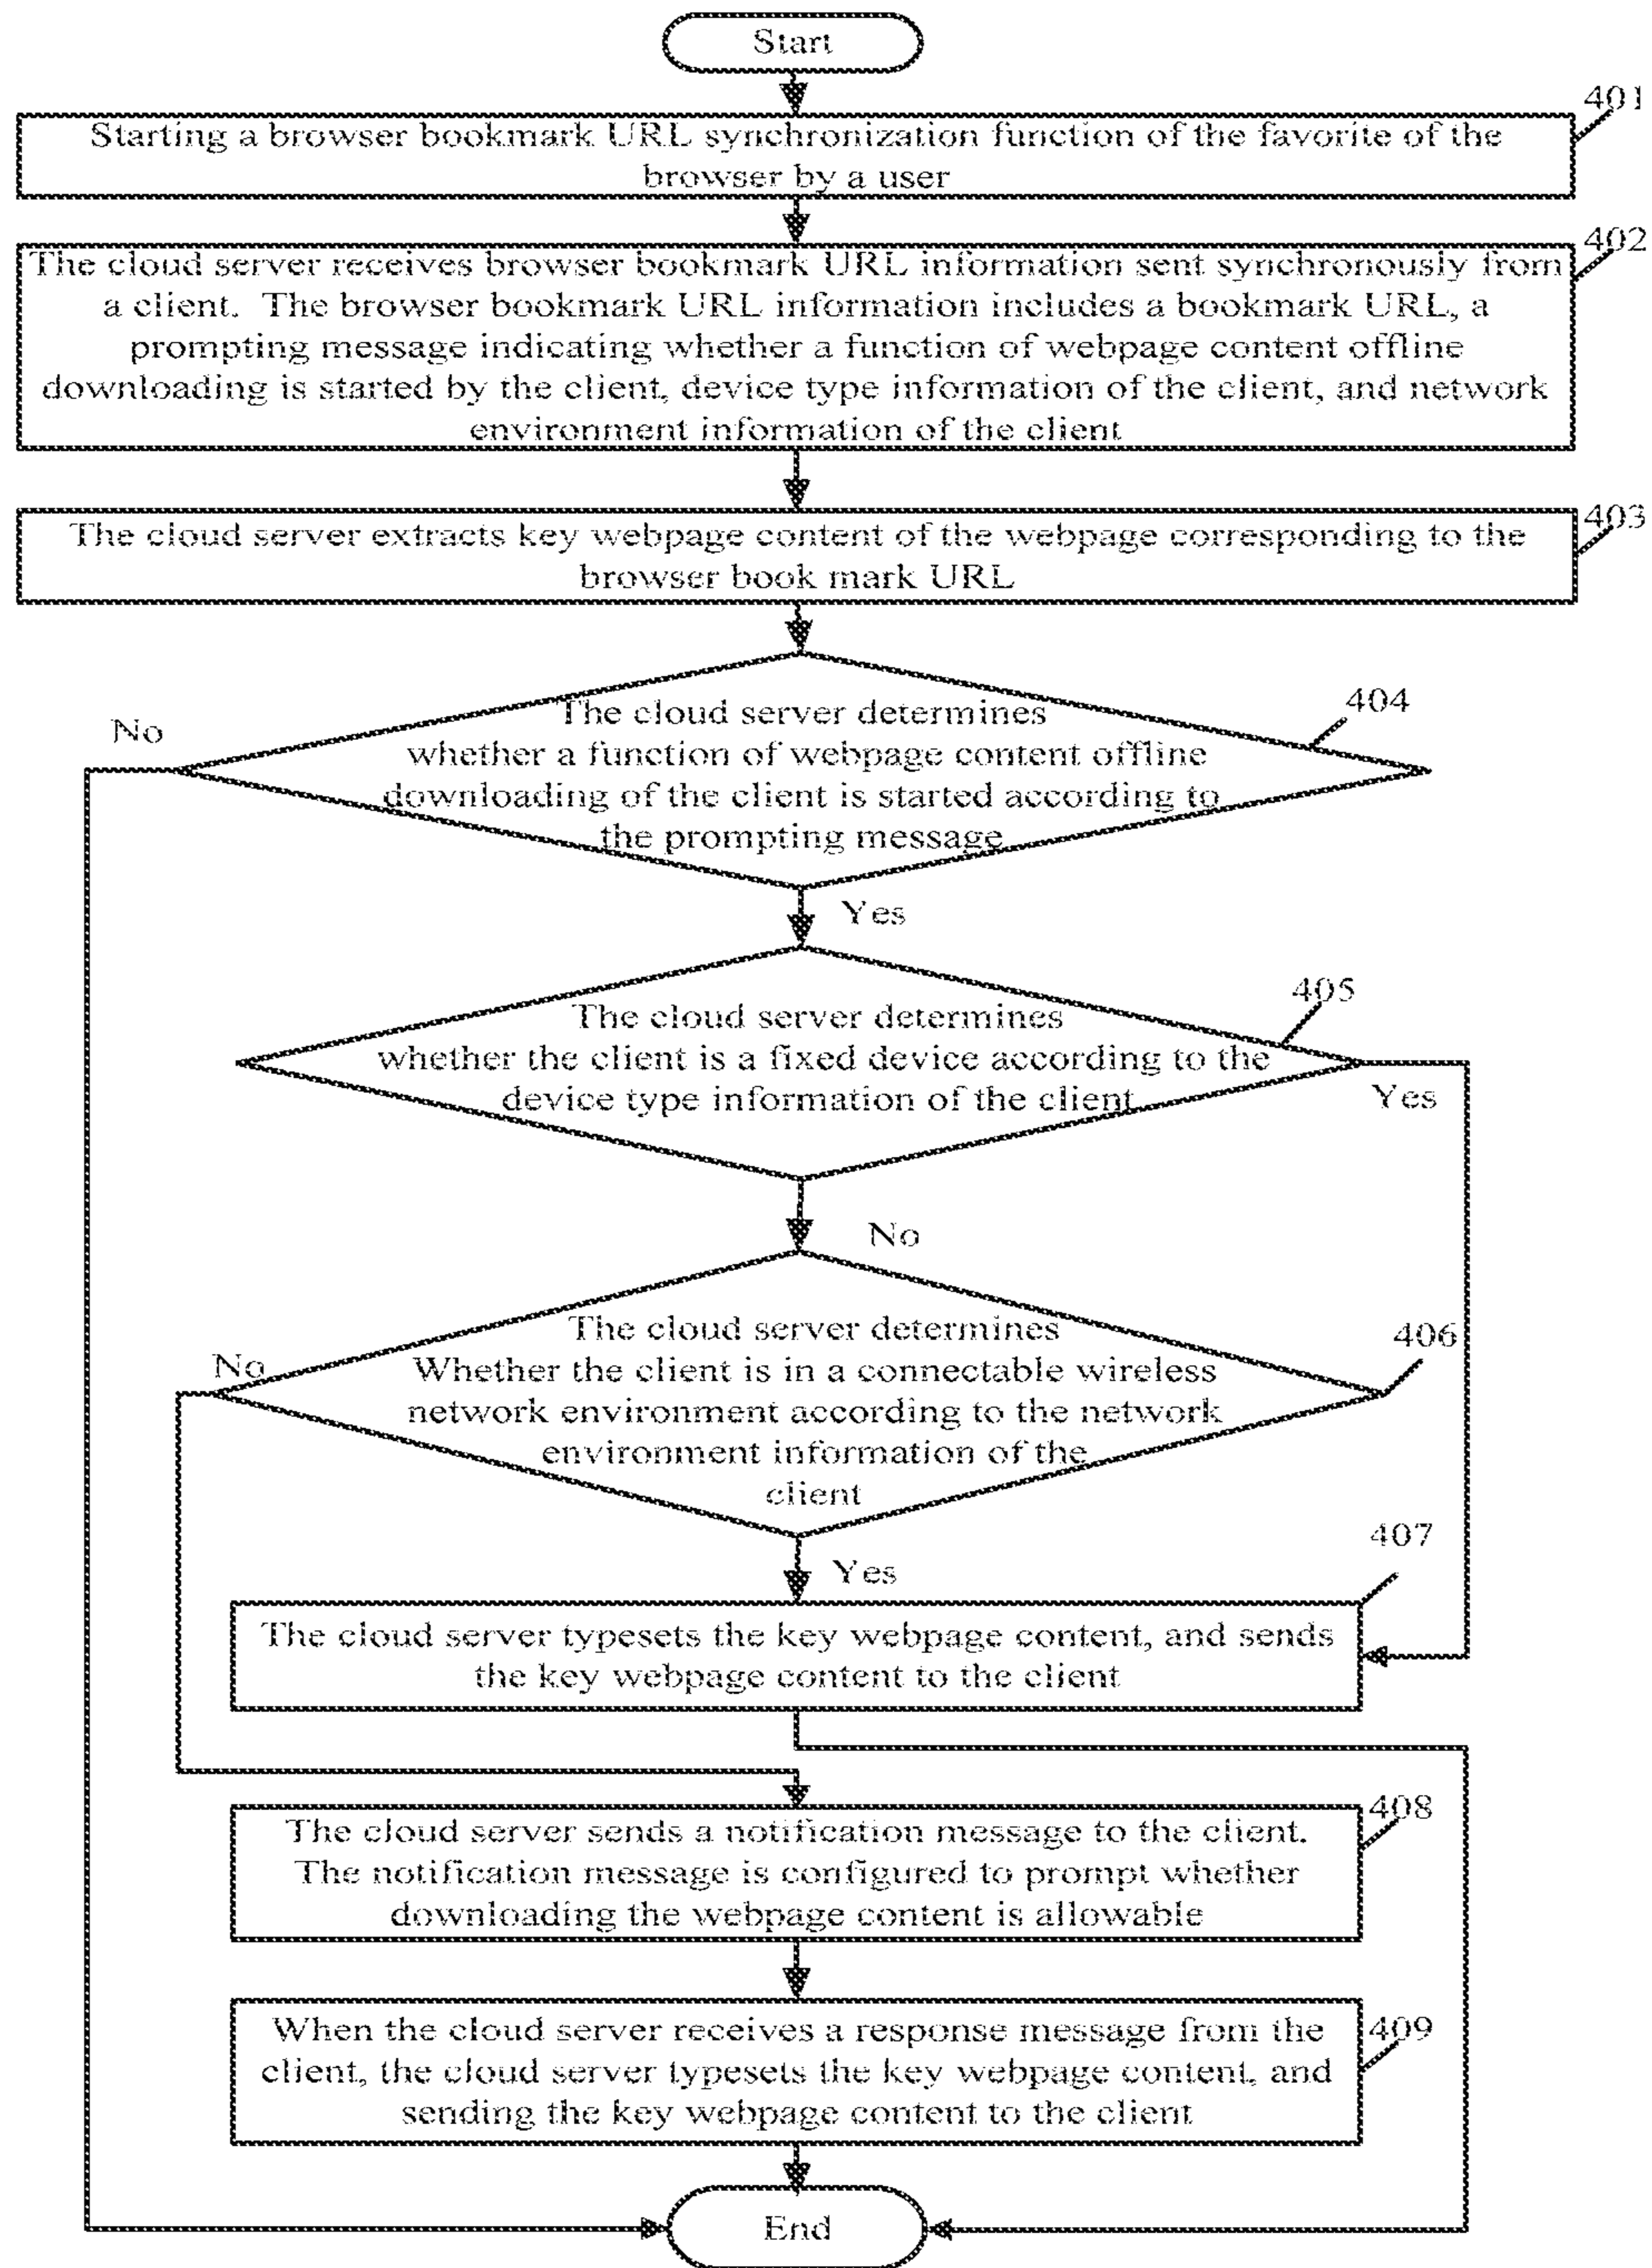 Start
401
Starting a browser bookmark URL synchronization function of the favorite of the
browser by a user
402
The cloud server receives browser bookmark URL information sent synchronously from
a client. The browser bookmark URL information includes a bookmark URL, a
prompting message indicating whether a function of webpage content offline
downloading is started by the client, device type information of the client, and network
environment information of the client
403
The cloud server extracts key webpage content of the webpage corresponding to the
browser book mark URL
404
No
The cloud server determines
whether a function of webpage content offline
downloading of the client is started according to
the prompting message
Yes
405
The cloud server determines
whether the client is a fixed device according to the
device type information of the client
Yes
No
406
No
The cloud server determines
Whether the client is in a connectable wireless
network environment according to the network
environment information of the
client
407
Yes
The cloud server typesets the key webpage content, and sends
the key webpage content to the client
408
The cloud server sends a notification message to the client.
The notification message is configured to prompt whether
downloading the webpage content is allowable
409
When the cloud server receives a response message from the
client, the cloud server typesets the key webpage content, and
sending the key webpage content to the client
End